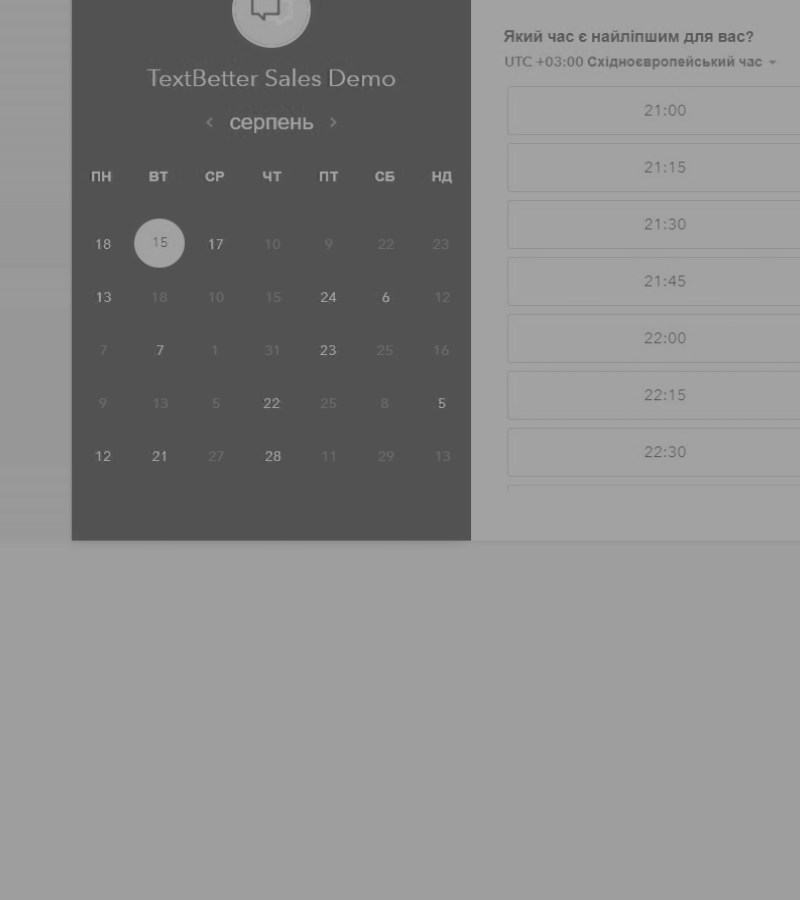 TextBetter Sales Demo
‹ серпень ›
ПН ВТ СР ЧТ ПТ СБ НД
18 15 17 10 9 22 23
13 18 10 15 24 6 12
7 7 1 31 23 25 16
9 13 5 22 25 8 5
12 21 27 28 11 29 13
Який час є найліпшим для вас?
UTC +03:00 Східноєвропейський час
21:00
21:15
21:30
21:45
22:00
22:15
22:30